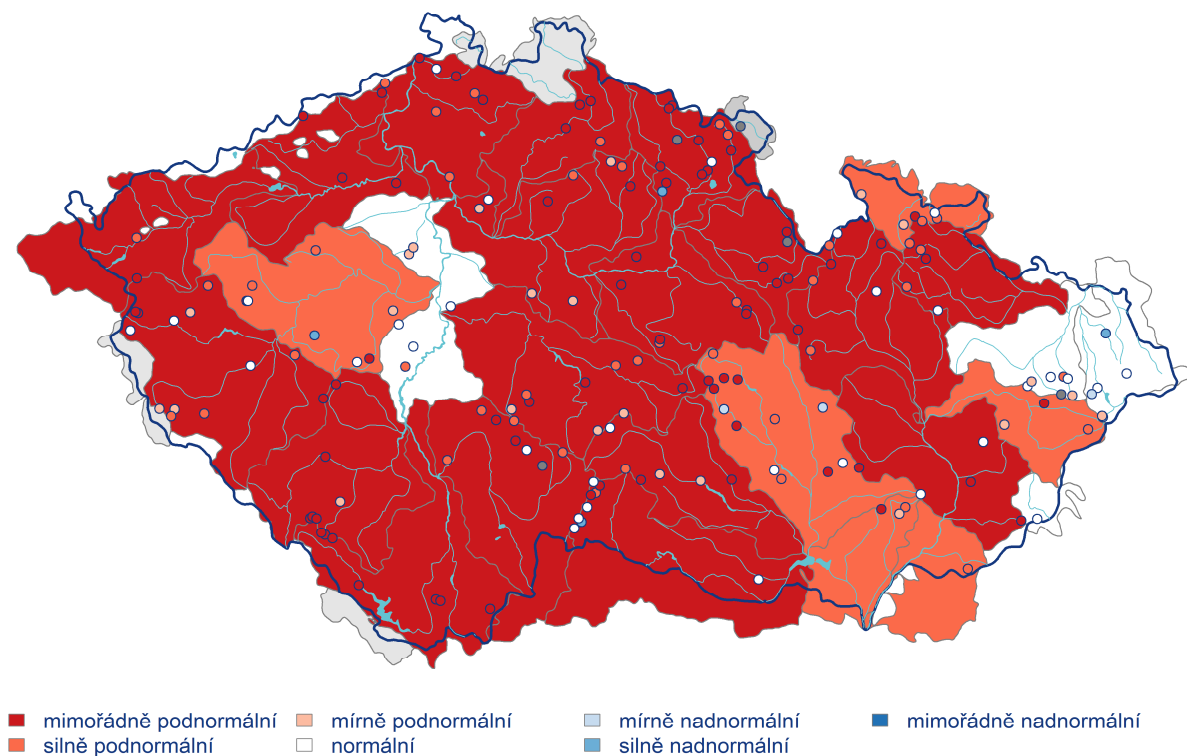 mimořádně podnormální
mírně podnormální
mírně nadnormální
mimořádně nadnormální
silně podnormální
normální
silně nadnormální